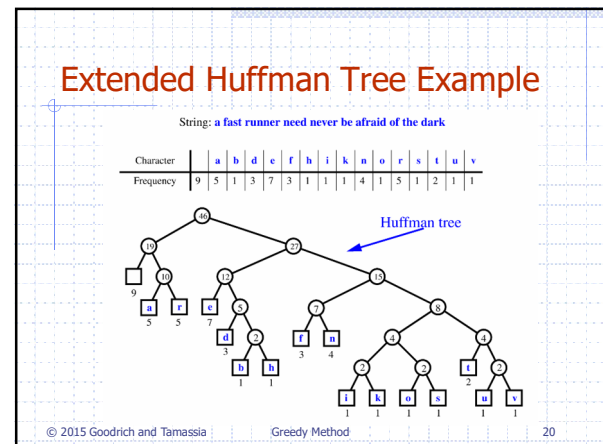 Extended Huffman Tree Example
String: a fast runner need never be afraid of the dark
Character a b d e f h i k n o r s t u v
Frequency 9 5 1 3 7 3 1 1 1 4 1 5 1 2 1 1
46
Huffman tree
19 27
10 12 15
9
a r e 5 7 8
5 5 7
d 2 f n 4 4
3 3 4
b h 2 2 t 2
1 1 2
i k o s u v
1 1 1 1 1 1
© 2015 Goodrich and Tamassia Greedy Method 20